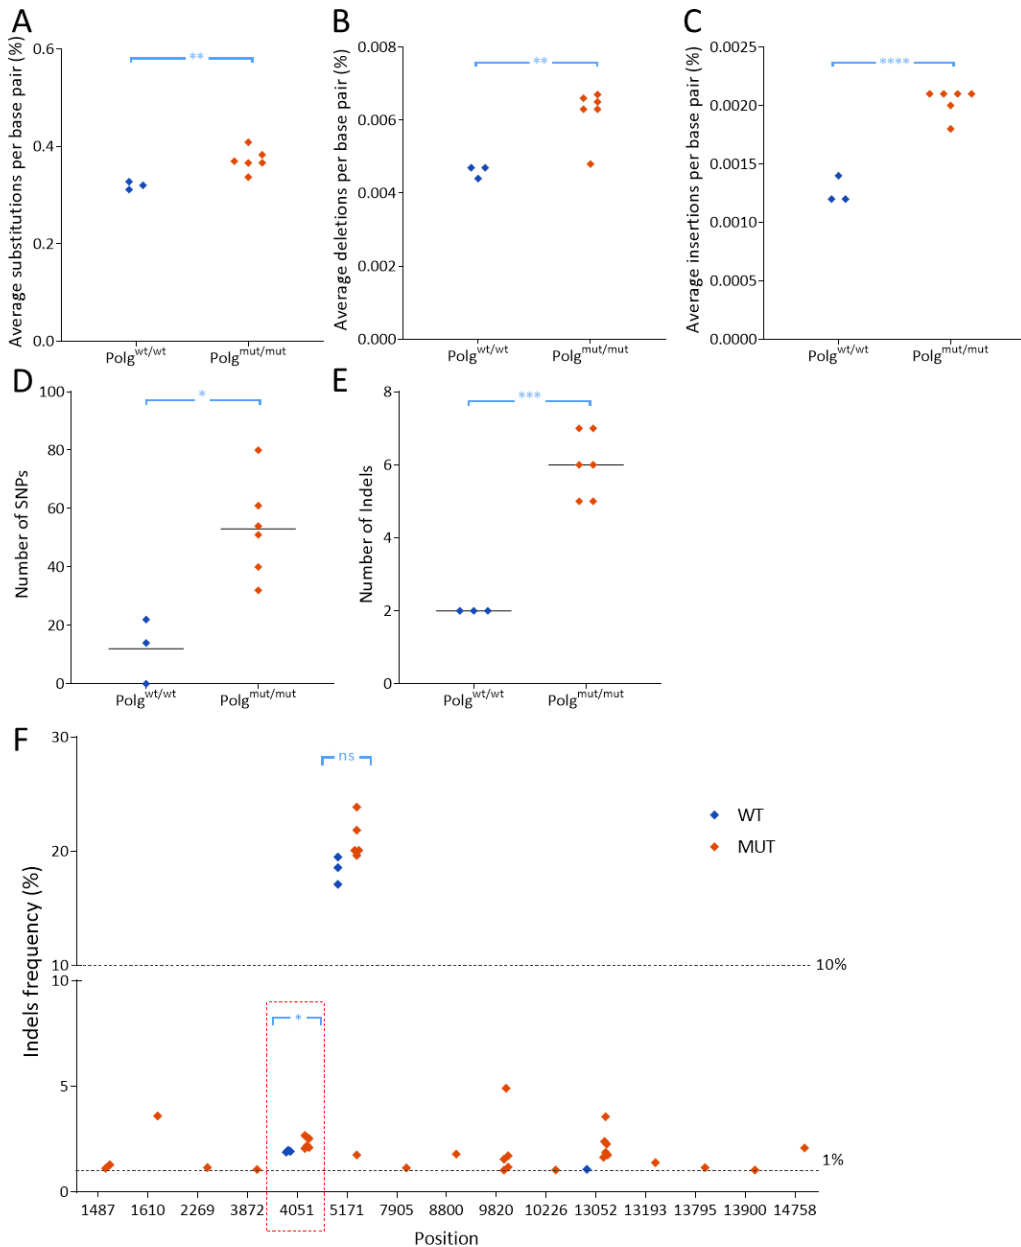 A
Average substitutions per base pair (%)
0.6
0.4
0.2
0.0
**
Polg^wt/wt
Polg^mut/mut
B
Average deletions per base pair (%)
0.008
0.006
0.004
0.002
0.000
**
Polg^wt/wt
Polg^mut/mut
C
Average insertions per base pair (%)
0.0025
0.0020
0.0015
0.0010
0.0005
0.0000
****
Polg^wt/wt
Polg^mut/mut
D
Number of SNPs
100
80
60
40
20
0
*
Polg^wt/wt
Polg^mut/mut
E
Number of Indels
8
6
4
2
0
***
Polg^wt/wt
Polg^mut/mut
F
Indels frequency (%)
30
20
10
ns
WT
MUT
10%
10
5
0
*
1%
1487 1610 2269 3872 4051 5171 7905 8800 9820 10226 13052 13193 13795 13900 14758
Position